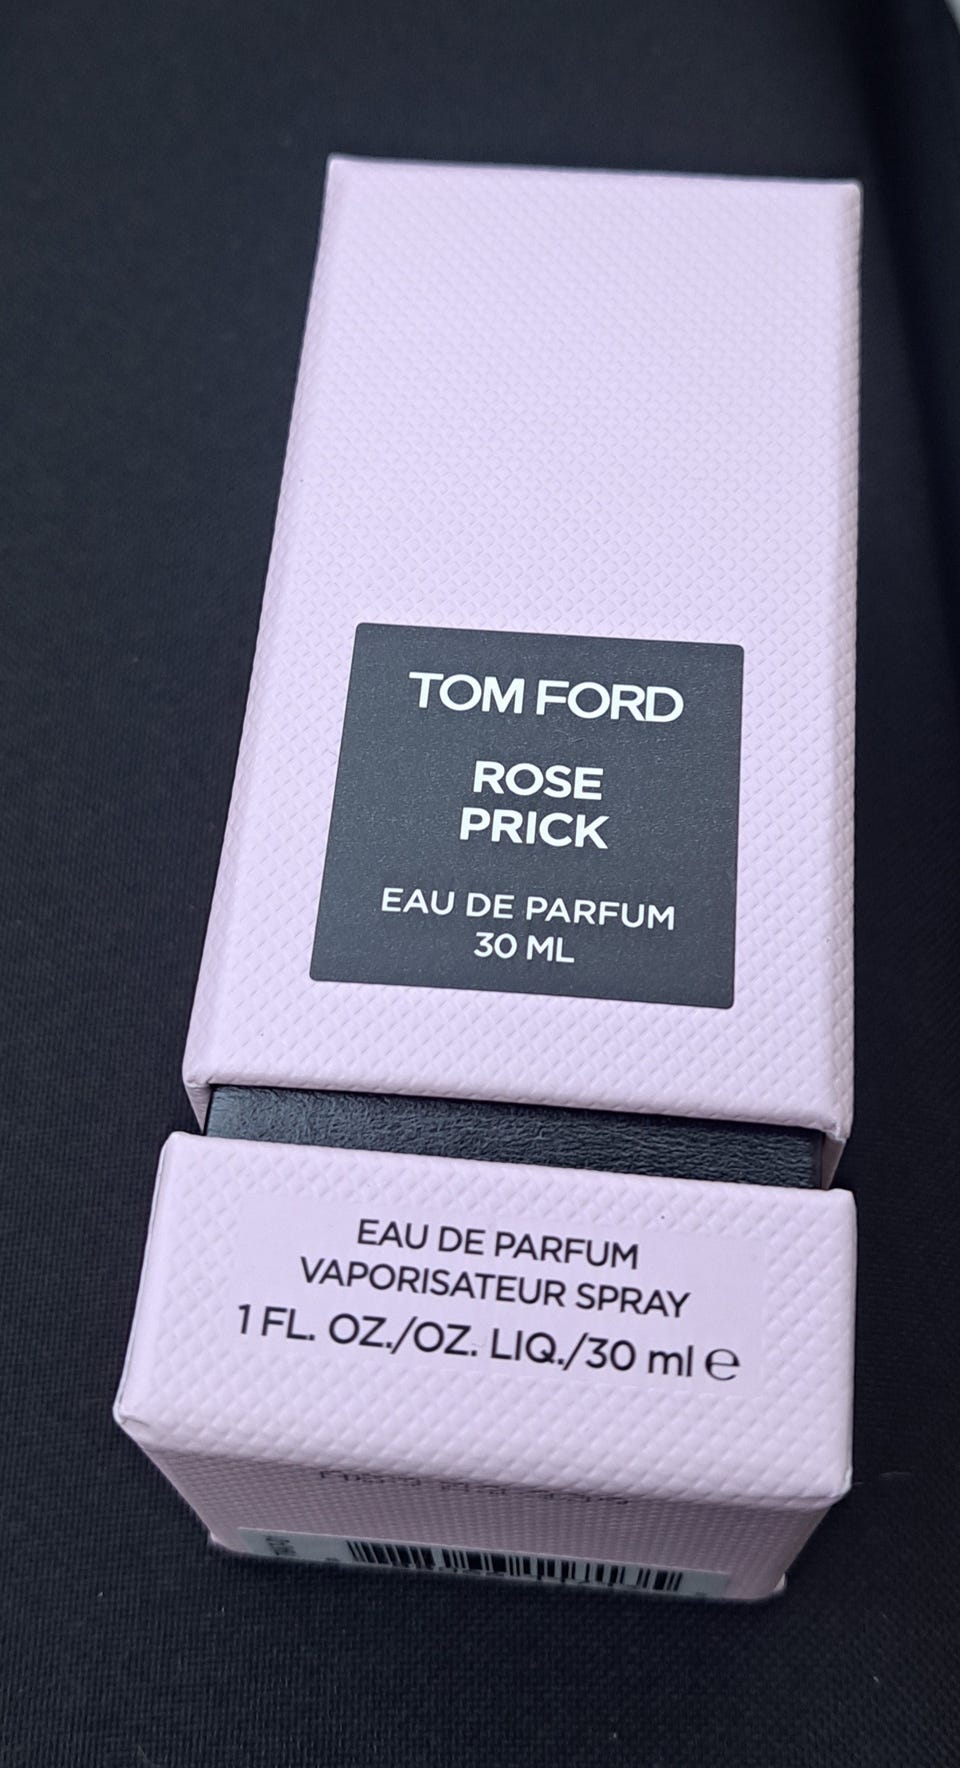 TOM FORD
ROSE
PRICK
EAU DE PARFUM
30 ML
EAU DE PARFUM
VAPORISATEUR SPRAY
1 FL. OZ./OZ. LIQ./30 ml ℮